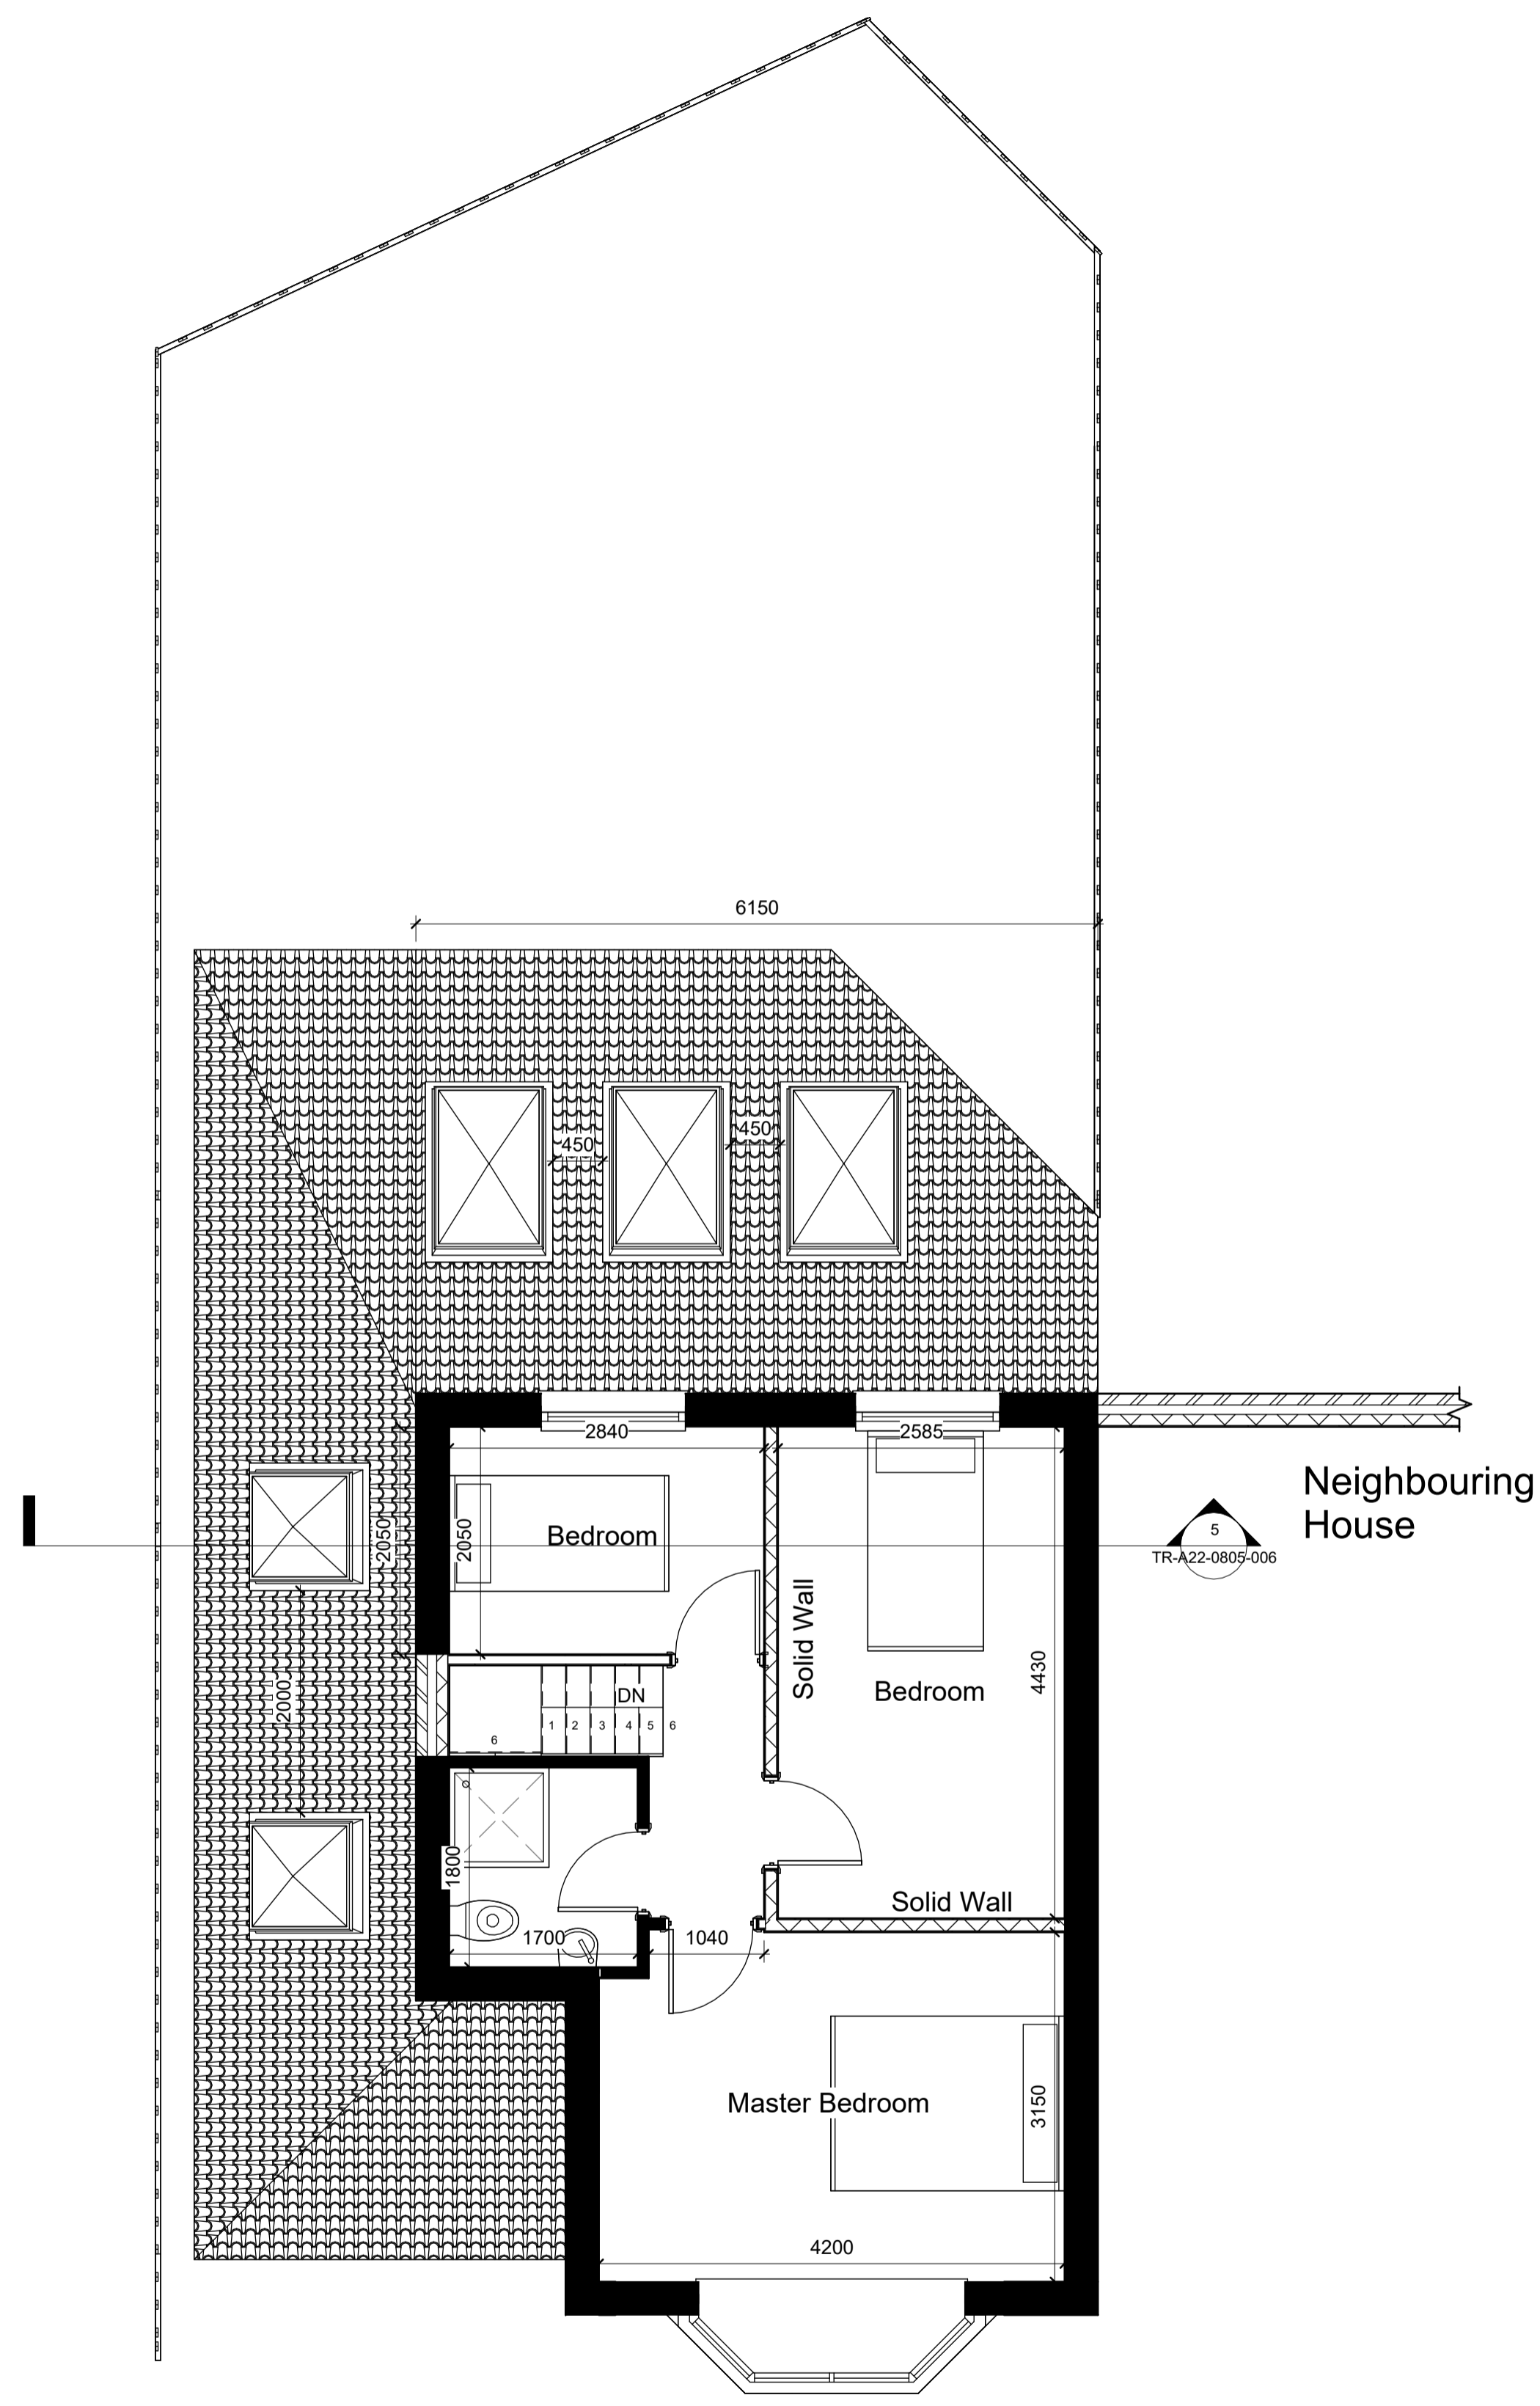 6150
450
450
2840
2585
Neighbouring
House
5
TR-A22-0805-006
2050
2050
Bedroom
Solid Wall
Bedroom
4430
2000
DN
1 2 3 4 5 6
6
1800
Solid Wall
1700
1040
Master Bedroom
3150
4200